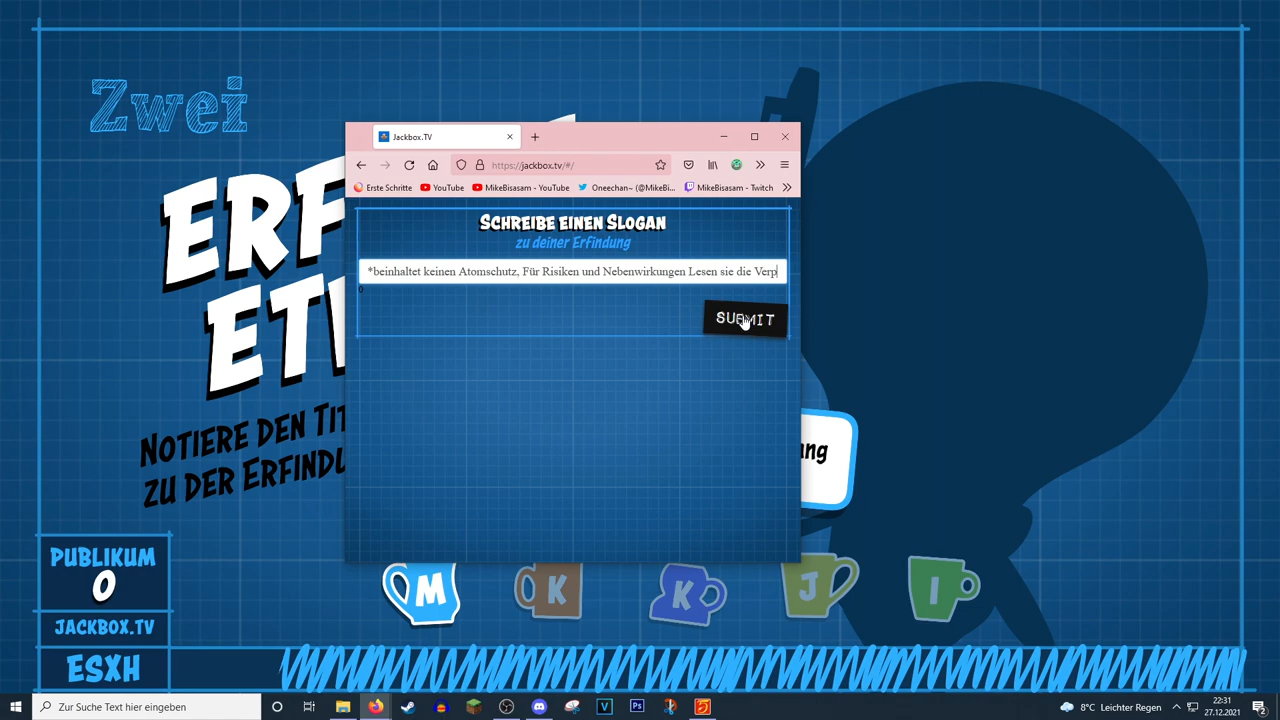 Zwei
ERF
ET
NOTIERE DEN TIT
ZU DER ERFINDU
Jackbox.TV
https://jackbox.tv/#/
Erste Schritte
YouTube
MikeBisasam - YouTube
Oneechan~ (@MikeBi...
MikeBisasam - Twitch
SCHREIBE EINEN SLOGAN
zu deiner Erfindung
*beinhaltet keinen Atomschutz, Für Risiken und Nebenwirkungen Lesen sie die Verp
0
SUBMIT
ung
PUBLIKUM
0
JACKBOX.TV
ESXH
M
K
K
J
I
Zur Suche Text hier eingeben
8°C Leichter Regen
22:31
27.12.2021
2